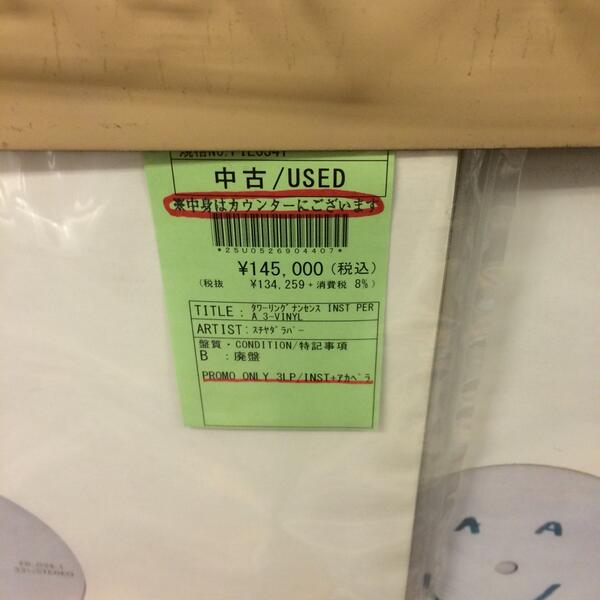 中古/USED
※中身はカウンターにございます
*25U0526904407*
¥145,000(税込)
(税抜 ¥134,259+消費税 8%)
TITLE: タワーリングナンセンス INST PER
A 3-VINYL
ARTIST:スチャダラパー
盤質・CONDITION/特記事項
B :廃盤
PROMO ONLY 3LP/INST+アカペラ
A A